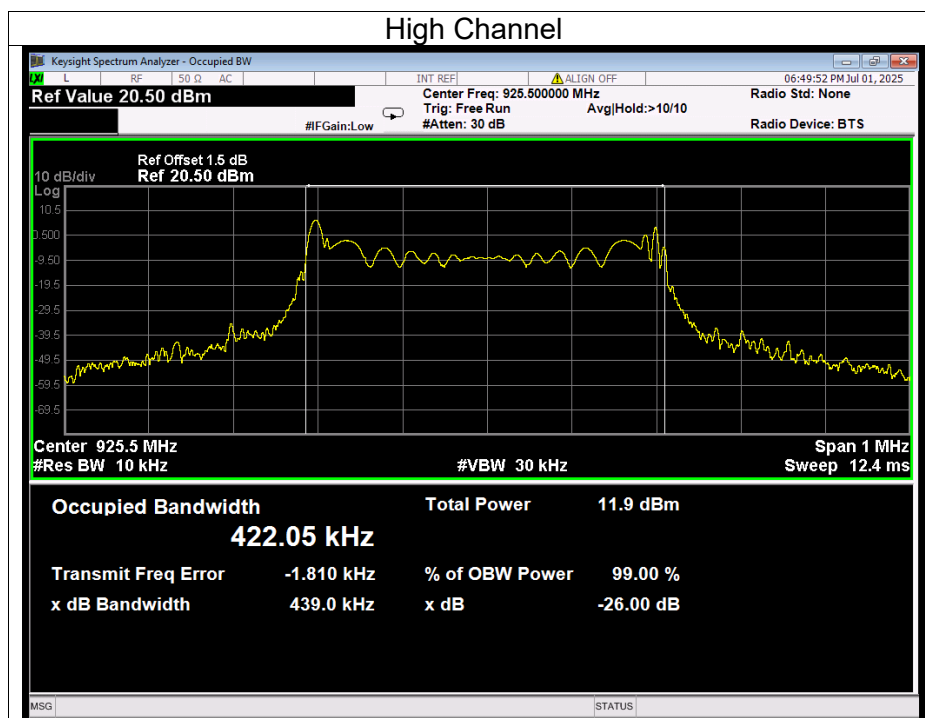 High Channel
Keysight Spectrum Analyzer - Occupied BW
LXI L RF 50 Ω AC INT REF ALIGN OFF 06:49:52 PM Jul 01, 2025
Ref Value 20.50 dBm Center Freq: 925.500000 MHz Radio Std: None
Trig: Free Run Avg|Hold:>10/10
#IFGain:Low #Atten: 30 dB Radio Device: BTS
Ref Offset 1.5 dB
10 dB/div Ref 20.50 dBm
Log
10.5
0.500
-9.50
-19.5
-29.5
-39.5
-49.5
-59.5
-69.5
Center 925.5 MHz Span 1 MHz
#Res BW 10 kHz #VBW 30 kHz Sweep 12.4 ms
Occupied Bandwidth Total Power 11.9 dBm
422.05 kHz
Transmit Freq Error -1.810 kHz % of OBW Power 99.00 %
x dB Bandwidth 439.0 kHz x dB -26.00 dB
MSG STATUS